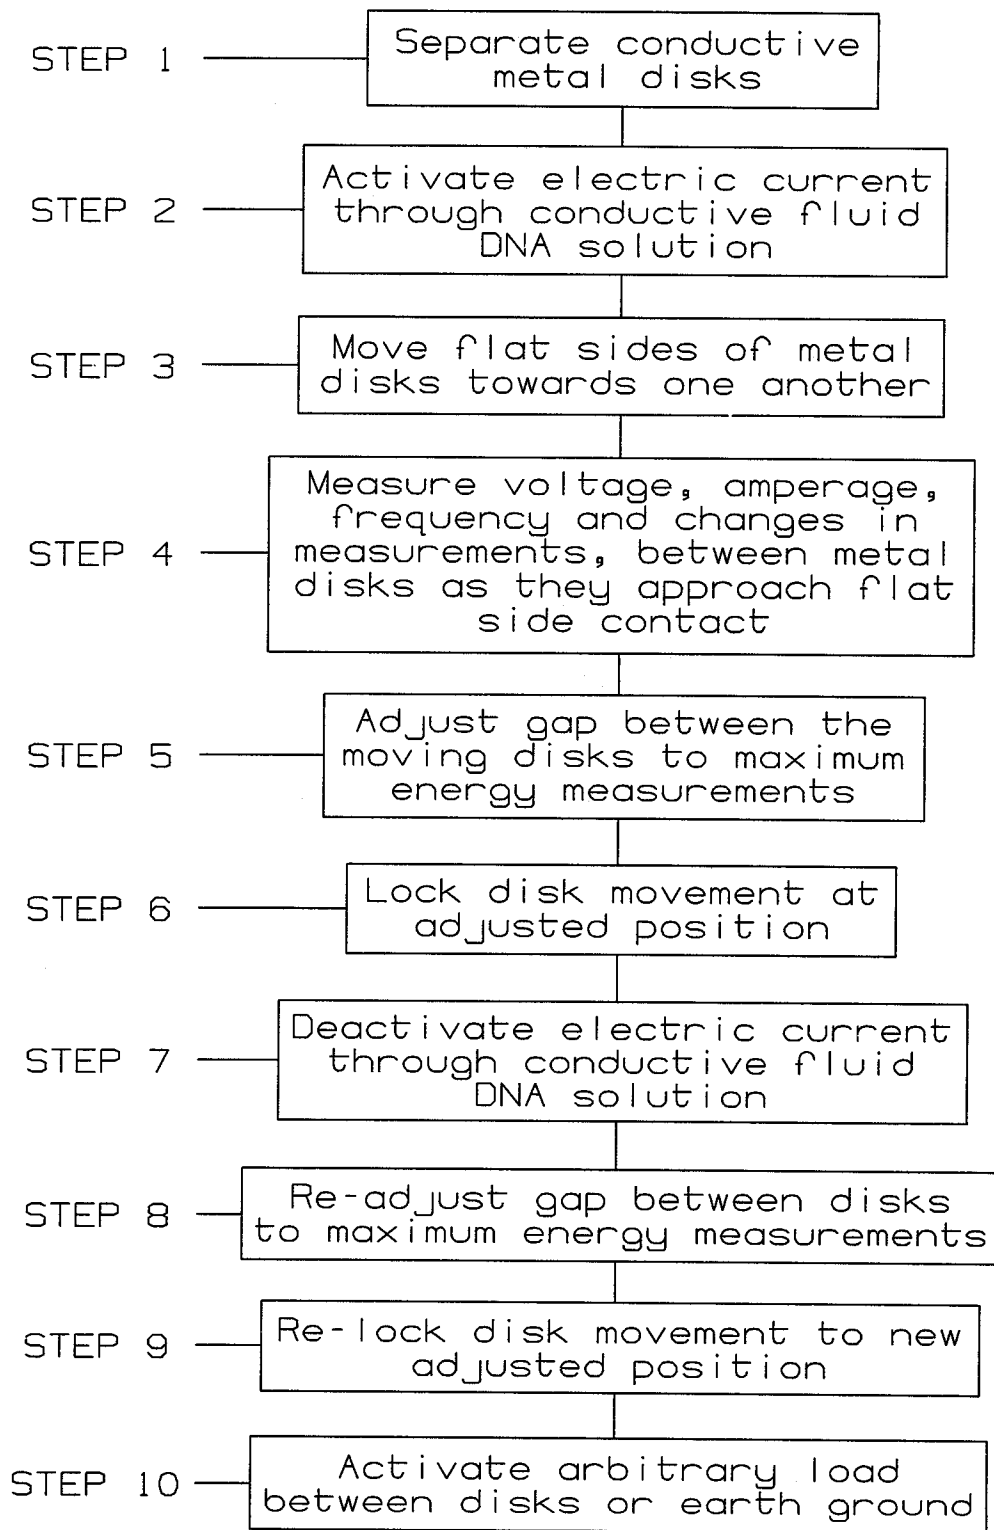 STEP 1
Separate conductive
metal disks
STEP 2
Activate electric current
through conductive fluid
DNA solution
STEP 3
Move flat sides of metal
disks towards one another
STEP 4
Measure voltage, amperage,
frequency and changes in
measurements, between metal
disks as they approach flat
side contact
STEP 5
Adjust gap between the
moving disks to maximum
energy measurements
STEP 6
Lock disk movement at
adjusted position
STEP 7
Deactivate electric current
through conductive fluid
DNA solution
STEP 8
Re-adjust gap between disks
to maximum energy measurements
STEP 9
Re-lock disk movement to new
adjusted position
STEP 10
Activate arbitrary load
between disks or earth ground